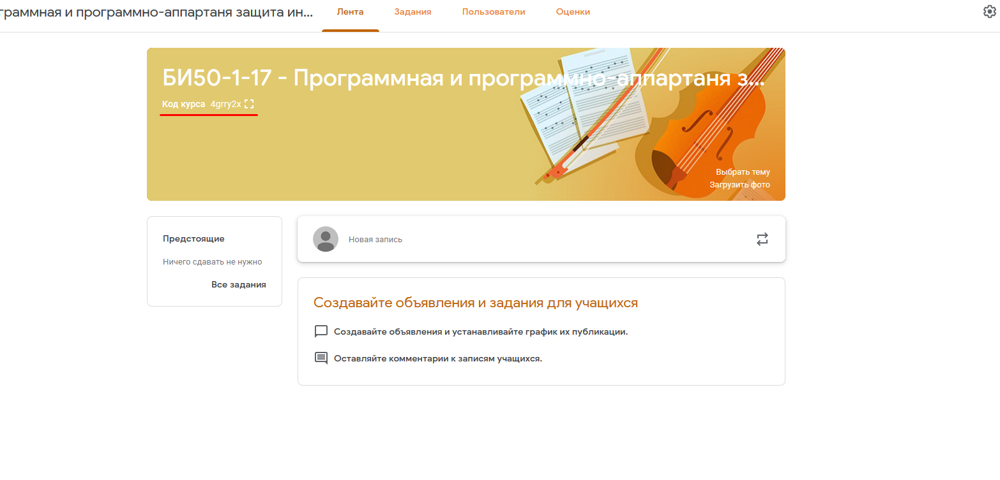 граммная и программно-аппартаня защита ин...
Лента Задания Пользователи Оценки
БИ50-1-17 - Программная и программно-аппартаня з...
Код курса 4grry2x
Выбрать тему
Загрузить фото
Предстоящие
Ничего сдавать не нужно
Все задания
Новая запись
Создавайте объявления и задания для учащихся
Создавайте объявления и устанавливайте график их публикации.
Оставляйте комментарии к записям учащихся.